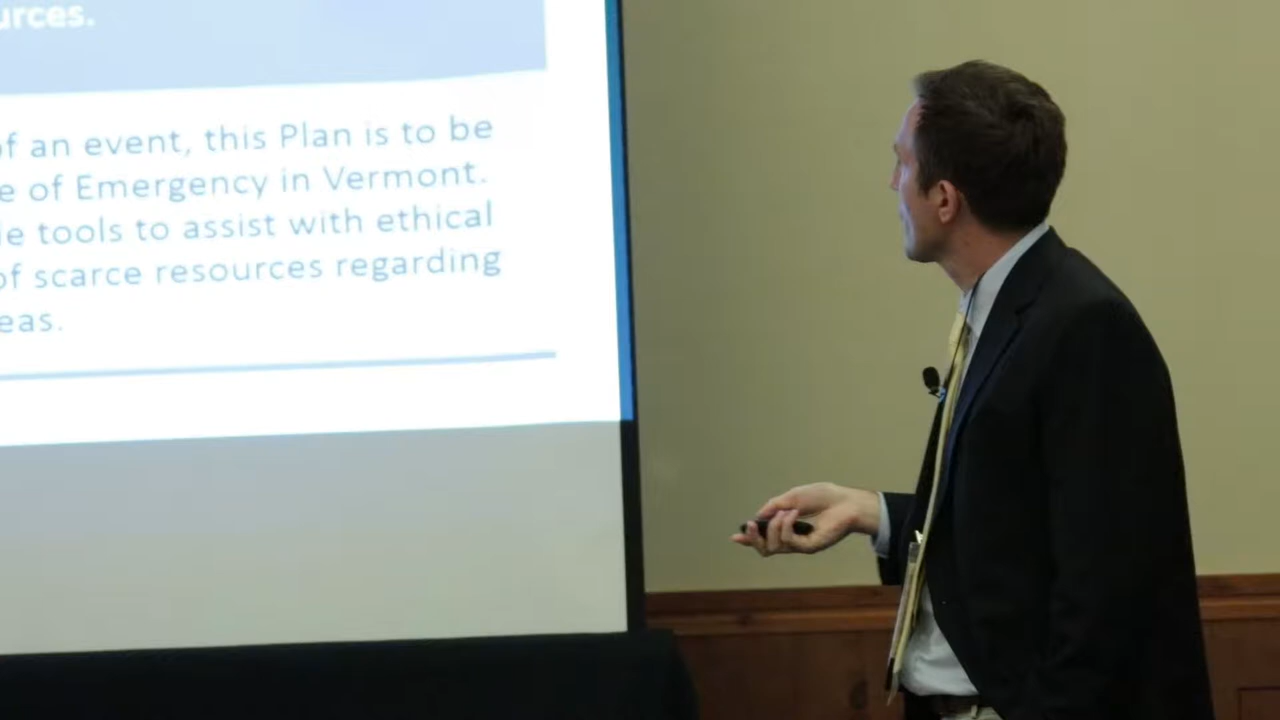 urces.
of an event, this Plan is to be
e of Emergency in Vermont.
ie tools to assist with ethical
of scarce resources regarding
eas.